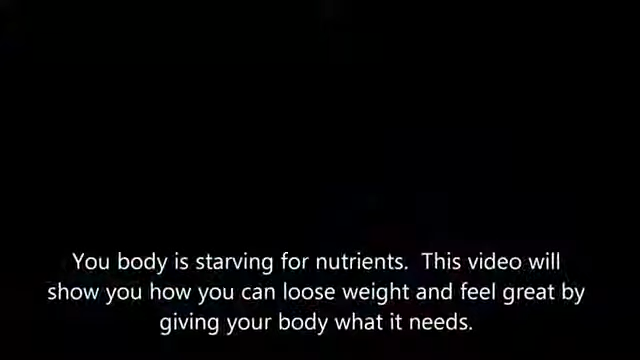 You body is starving for nutrients.  This video will
show you how you can loose weight and feel great by
giving your body what it needs.